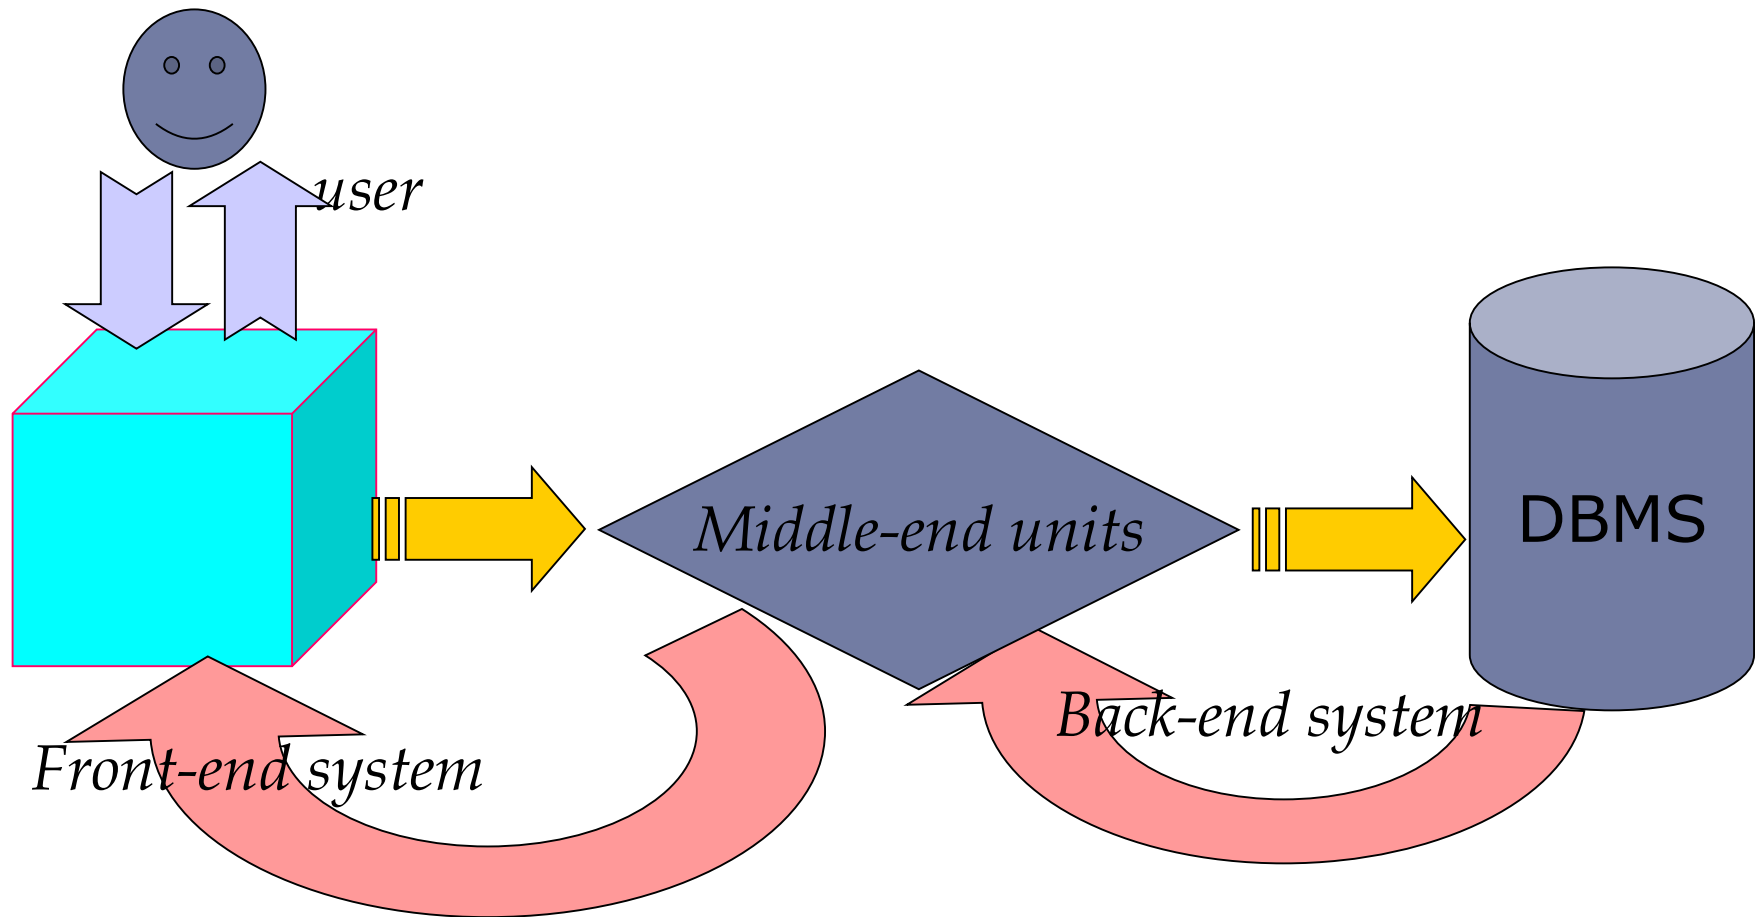 user
Middle-end units
DBMS
Back-end system
Front-end system